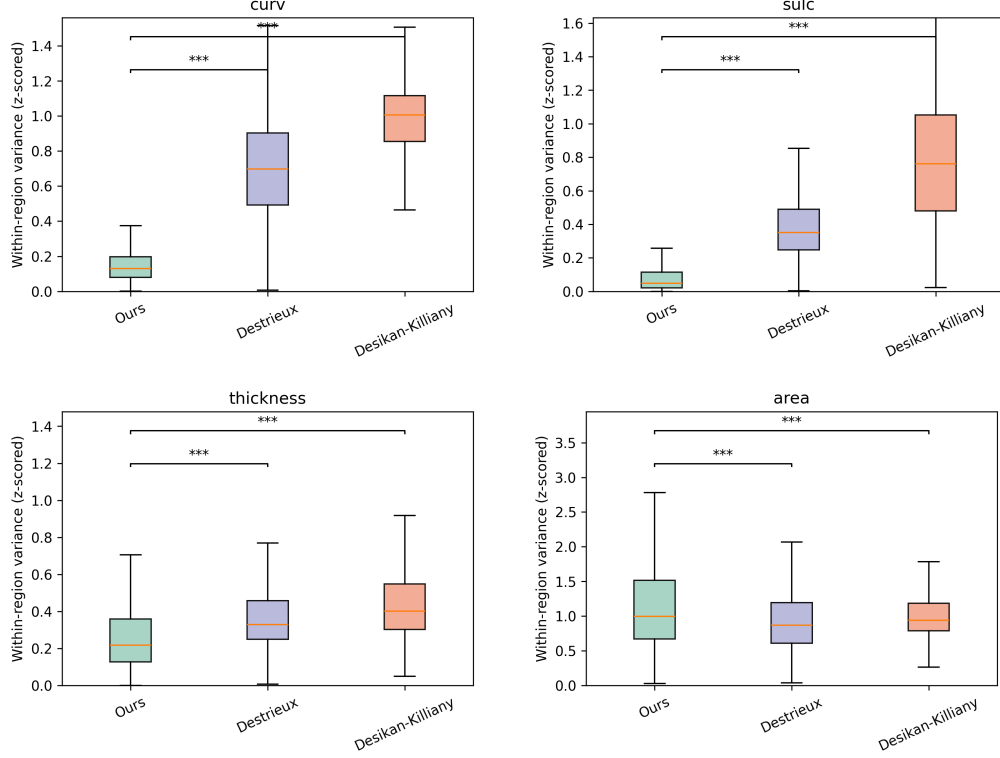 curv
Within-region variance (z-scored)
1.4
1.2
1.0
0.8
0.6
0.4
0.2
0.0
***
***
Ours
Destrieux
Desikan-Killiany
sulc
Within-region variance (z-scored)
1.6
1.4
1.2
1.0
0.8
0.6
0.4
0.2
0.0
***
***
Ours
Destrieux
Desikan-Killiany
thickness
Within-region variance (z-scored)
1.4
1.2
1.0
0.8
0.6
0.4
0.2
0.0
***
***
Ours
Destrieux
Desikan-Killiany
area
Within-region variance (z-scored)
3.5
3.0
2.5
2.0
1.5
1.0
0.5
0.0
***
***
Ours
Destrieux
Desikan-Killiany